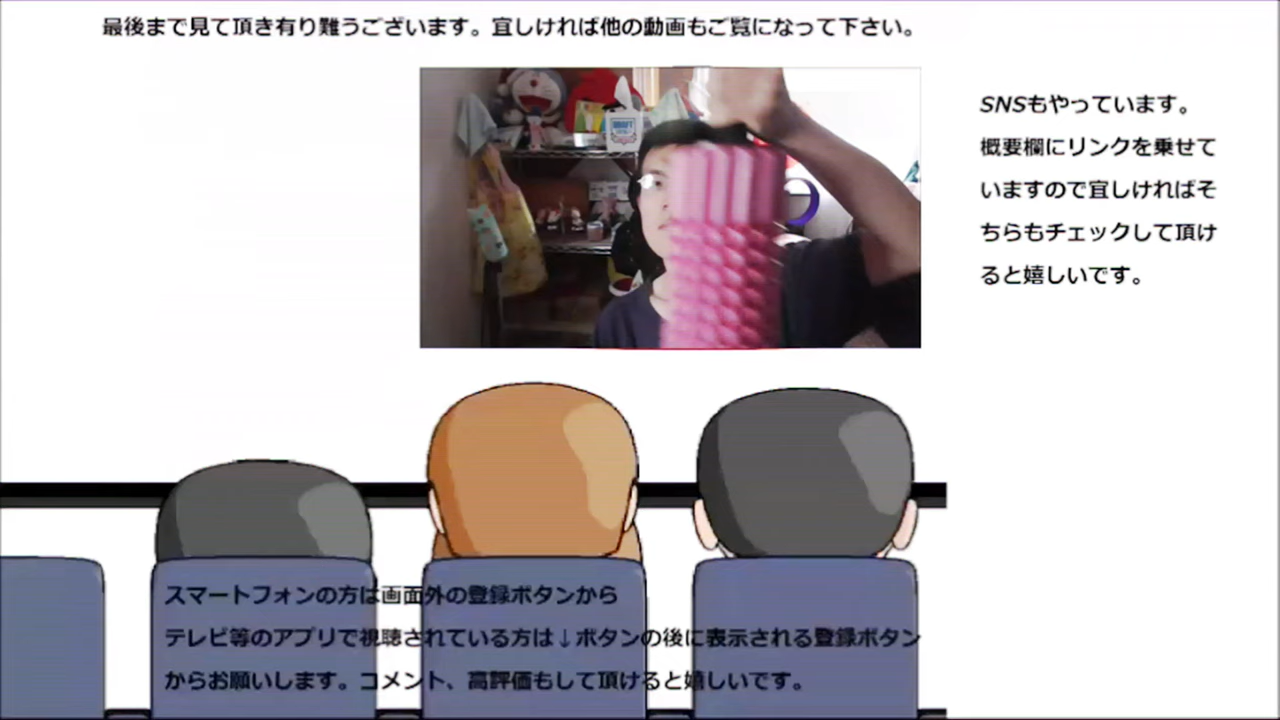 最後まで見て頂き有り難うございます。宜しければ他の動画もご覧になって下さい。
SNSもやっています。
概要欄にリンクを乗せて
いますので宜しければそ
ちらもチェックして頂け
ると嬉しいです。
スマートフォンの方は画面外の登録ボタンから
テレビ等のアプリで視聴されている方は↓ボタンの後に表示される登録ボタン
からお願いします。コメント、高評価もして頂けると嬉しいです。